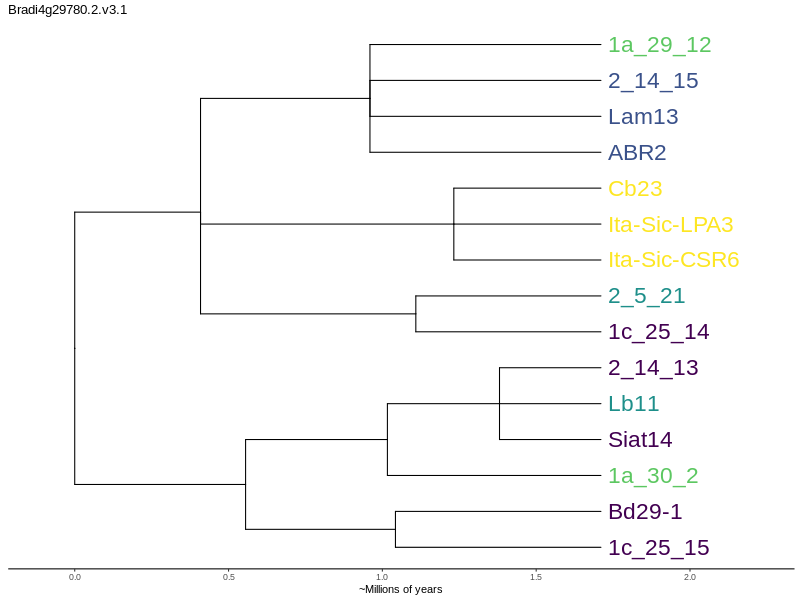 Bradi4g29780.2.v3.1
1a_29_12
2_14_15
Lam13
ABR2
Cb23
Ita-Sic-LPA3
Ita-Sic-CSR6
2_5_21
1c_25_14
2_14_13
Lb11
Siat14
1a_30_2
Bd29-1
1c_25_15
0.0 0.5 1.0 1.5 2.0
~Millions of years